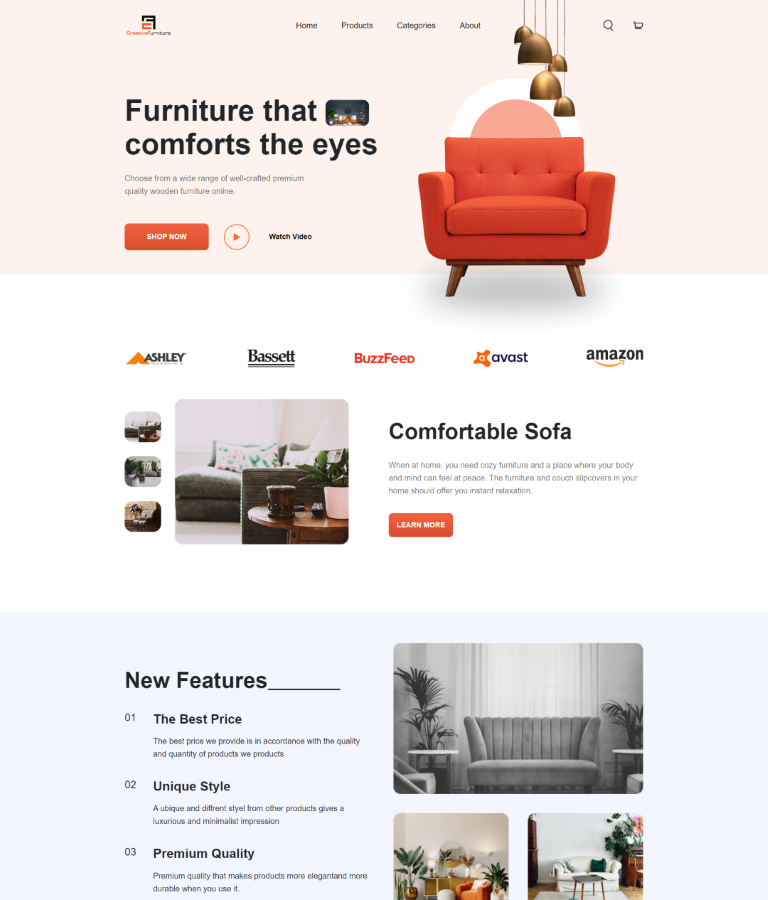 CreativeFurniture
Home Products Categories About
Furniture that
comforts the eyes
Choose from a wide range of well-crafted premium
quality wooden furniture online.
SHOP NOW
Watch Video
ASHLEY
Bassett
BuzzFeed
avast
amazon
Comfortable Sofa
When at home, you need cozy furniture and a place where your body
and mind can feel at peace. The furniture and couch slipcovers in your
home should offer you instant relaxation.
LEARN MORE
New Features______
01 The Best Price
The best price we provide is in accordance with the quality
and quantity of products we products
02 Unique Style
A ubique and diffrent styel from other products gives a
luxurious and minimalist impression
03 Premium Quality
Premium quality that makes products more elegantand more
durable when you use it.